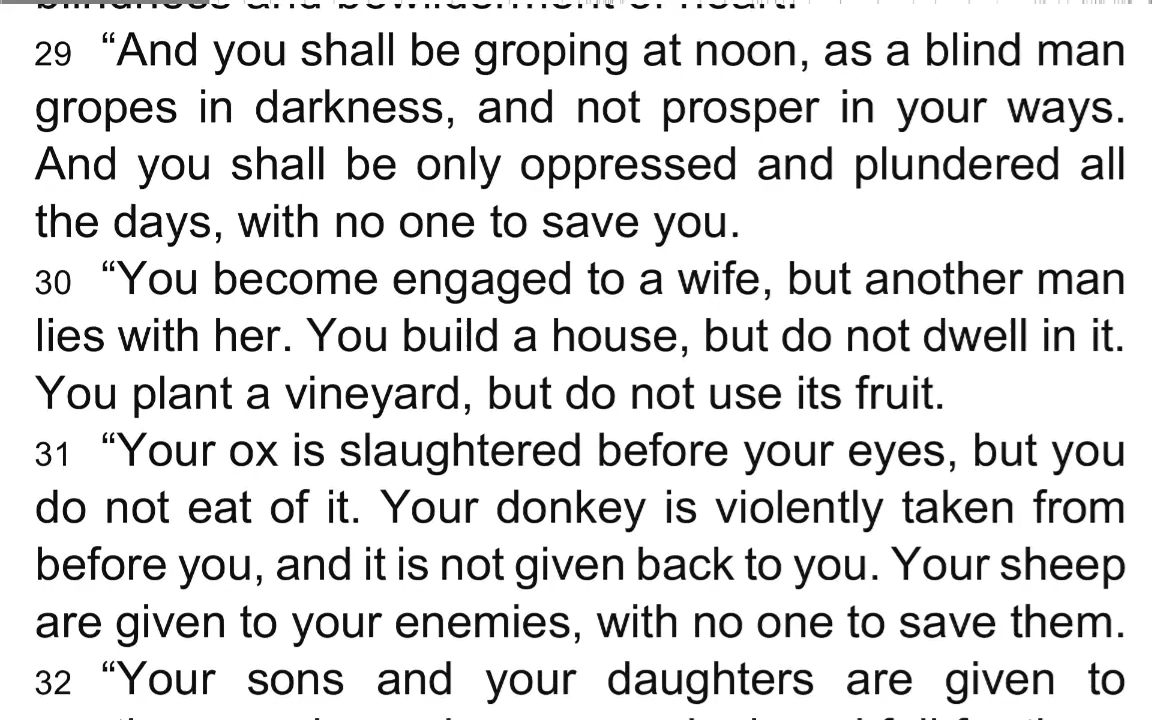 29 “And you shall be groping at noon, as a blind man
gropes in darkness, and not prosper in your ways.
And you shall be only oppressed and plundered all
the days, with no one to save you.
30 “You become engaged to a wife, but another man
lies with her. You build a house, but do not dwell in it.
You plant a vineyard, but do not use its fruit.
31 “Your ox is slaughtered before your eyes, but you
do not eat of it. Your donkey is violently taken from
before you, and it is not given back to you. Your sheep
are given to your enemies, with no one to save them.
32 “Your sons and your daughters are given to